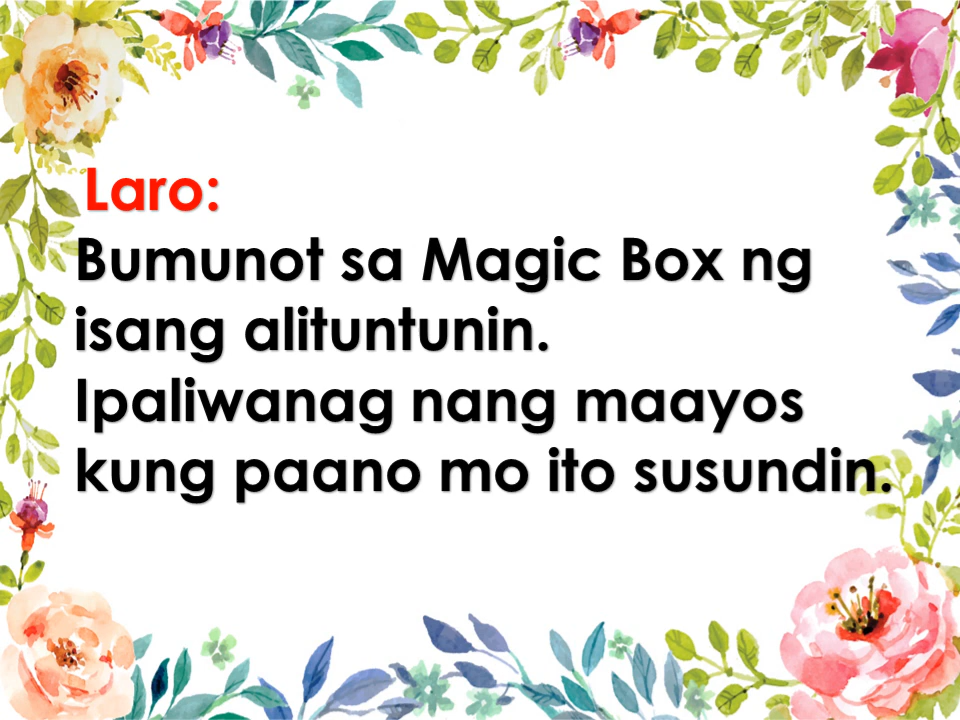 Laro:
Bumunot sa Magic Box ng
isang alituntunin.
Ipaliwanag nang maayos
kung paano mo ito susundin.